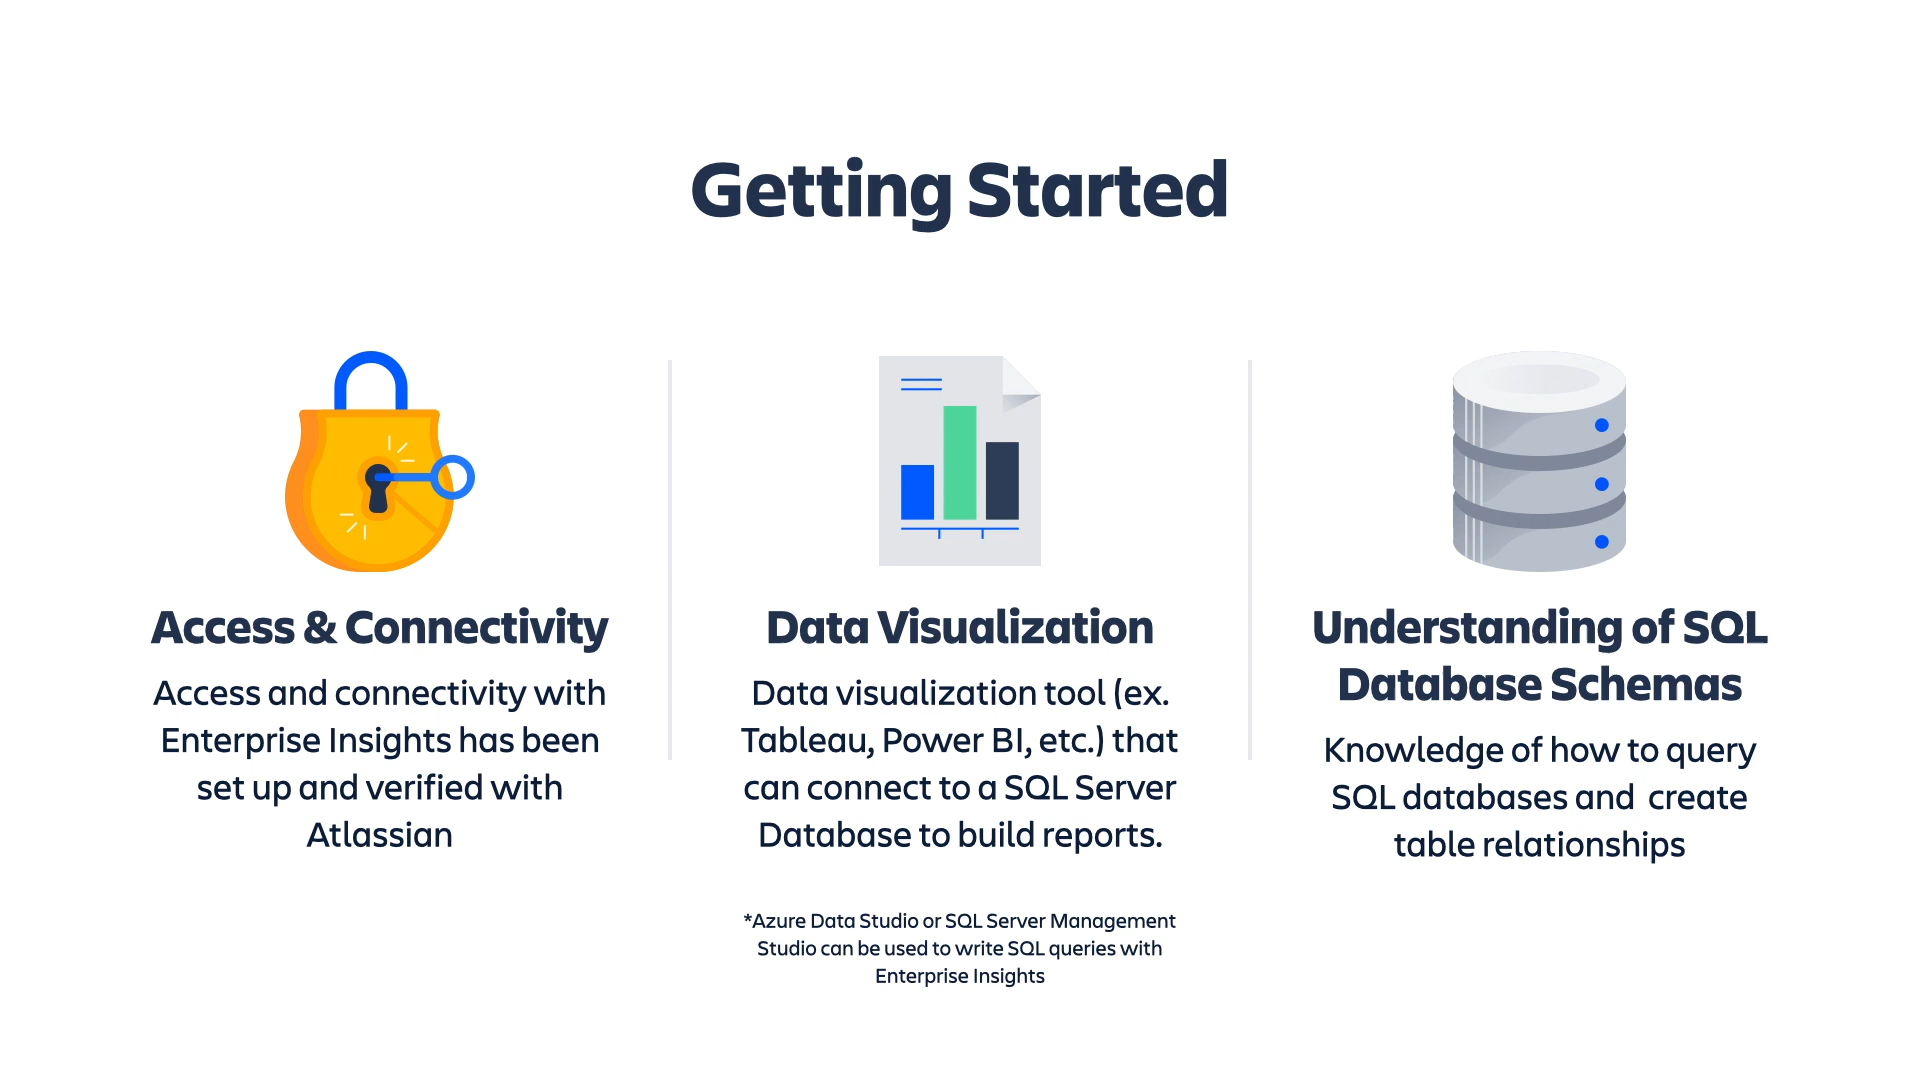 Getting Started
Access & Connectivity
Access and connectivity with
Enterprise Insights has been
set up and verified with
Atlassian
Data Visualization
Data visualization tool (ex.
Tableau, Power BI, etc.) that
can connect to a SQL Server
Database to build reports.
*Azure Data Studio or SQL Server Management
Studio can be used to write SQL queries with
Enterprise Insights
Understanding of SQL
Database Schemas
Knowledge of how to query
SQL databases and  create
table relationships